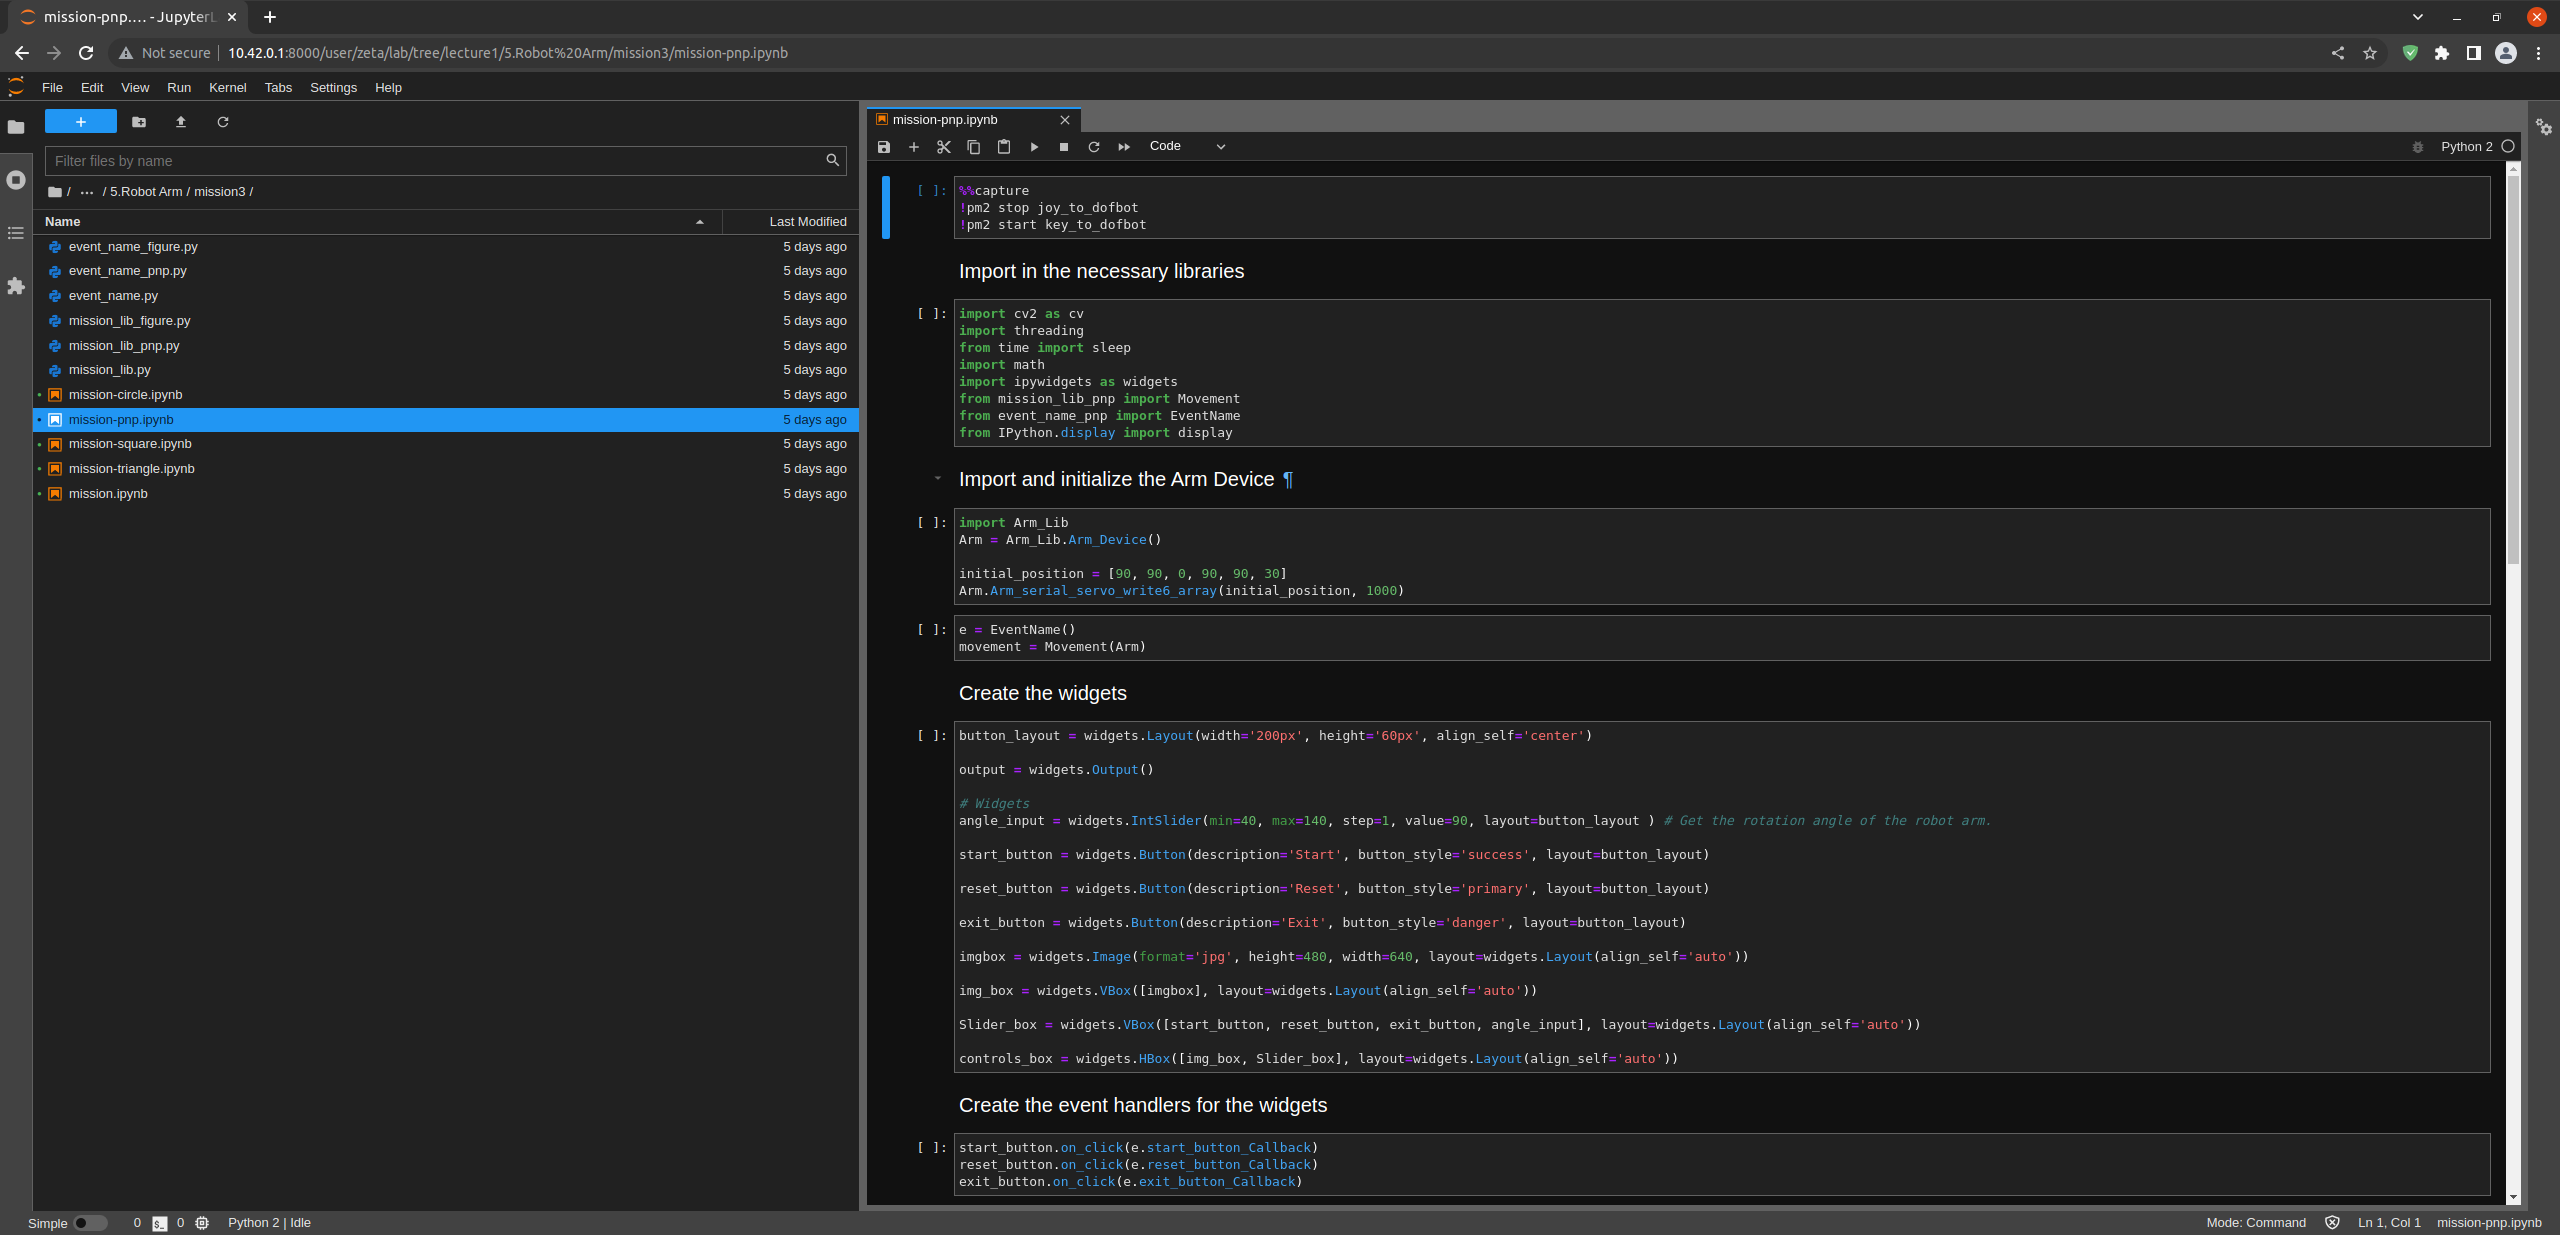 mission-pnp.... - JupyterL
Not secure 10.42.0.1:8000/user/zeta/lab/tree/lecture1/5.Robot%20Arm/mission3/mission-pnp.ipynb
File Edit View Run Kernel Tabs Settings Help
Filter files by name
/ ... / 5.Robot Arm / mission3 /
Name Last Modified
event_name_figure.py 5 days ago
event_name_pnp.py 5 days ago
event_name.py 5 days ago
mission_lib_figure.py 5 days ago
mission_lib_pnp.py 5 days ago
mission_lib.py 5 days ago
mission-circle.ipynb 5 days ago
mission-pnp.ipynb 5 days ago
mission-square.ipynb 5 days ago
mission-triangle.ipynb 5 days ago
mission.ipynb 5 days ago
mission-pnp.ipynb
Code Python 2
[ ]: %%capture
!pm2 stop joy_to_dofbot
!pm2 start key_to_dofbot
Import in the necessary libraries
[ ]: import cv2 as cv
import threading
from time import sleep
import math
import ipywidgets as widgets
from mission_lib_pnp import Movement
from event_name_pnp import EventName
from IPython.display import display
Import and initialize the Arm Device ¶
[ ]: import Arm_Lib
Arm = Arm_Lib.Arm_Device()
initial_position = [90, 90, 0, 90, 90, 30]
Arm.Arm_serial_servo_write6_array(initial_position, 1000)
[ ]: e = EventName()
movement = Movement(Arm)
Create the widgets
[ ]: button_layout = widgets.Layout(width='200px', height='60px', align_self='center')
output = widgets.Output()
# Widgets
angle_input = widgets.IntSlider(min=40, max=140, step=1, value=90, layout=button_layout ) # Get the rotation angle of the robot arm.
start_button = widgets.Button(description='Start', button_style='success', layout=button_layout)
reset_button = widgets.Button(description='Reset', button_style='primary', layout=button_layout)
exit_button = widgets.Button(description='Exit', button_style='danger', layout=button_layout)
imgbox = widgets.Image(format='jpg', height=480, width=640, layout=widgets.Layout(align_self='auto'))
img_box = widgets.VBox([imgbox], layout=widgets.Layout(align_self='auto'))
Slider_box = widgets.VBox([start_button, reset_button, exit_button, angle_input], layout=widgets.Layout(align_self='auto'))
controls_box = widgets.HBox([img_box, Slider_box], layout=widgets.Layout(align_self='auto'))
Create the event handlers for the widgets
[ ]: start_button.on_click(e.start_button_Callback)
reset_button.on_click(e.reset_button_Callback)
exit_button.on_click(e.exit_button_Callback)
Simple 0 $_ 0 Python 2 | Idle Mode: Command Ln 1, Col 1 mission-pnp.ipynb